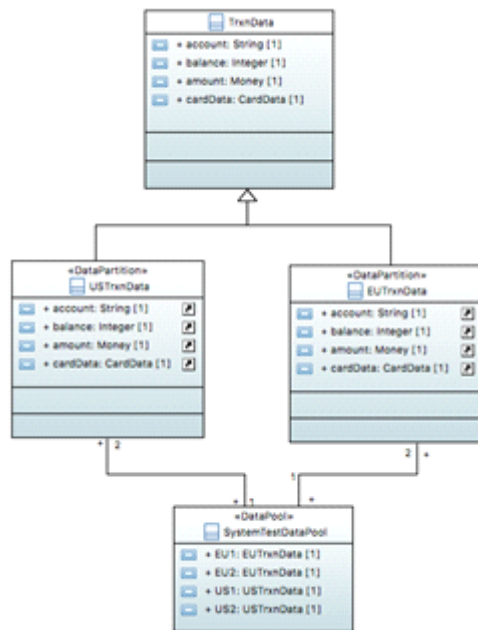 TrxnData
+ account: String [1]
+ balance: Integer [1]
+ amount: Money [1]
+ cardData: CardData [1]
«DataPartition»
USTrxnData
+ account: String [1]
+ balance: Integer [1]
+ amount: Money [1]
+ cardData: CardData [1]
«DataPartition»
EUTrxnData
+ account: String [1]
+ balance: Integer [1]
+ amount: Money [1]
+ cardData: CardData [1]
+ 2
2 +
+ 1
1 +
«DataPool»
SystemTestDataPool
+ EU1: EUTrxnData [1]
+ EU2: EUTrxnData [1]
+ US1: USTrxnData [1]
+ US2: USTrxnData [1]